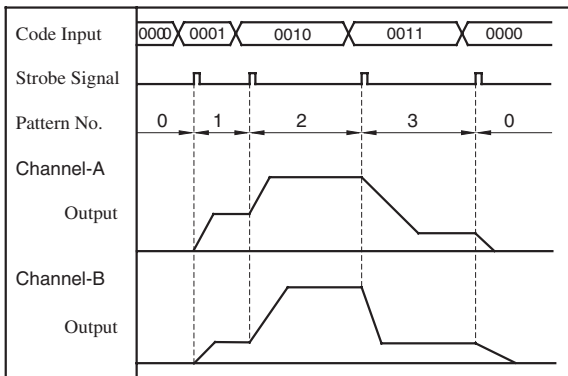 Code Input 0000 0001 0010 0011 0000
Strobe Signal
Pattern No. 0 1 2 3 0
Channel-A
Output
Channel-B
Output